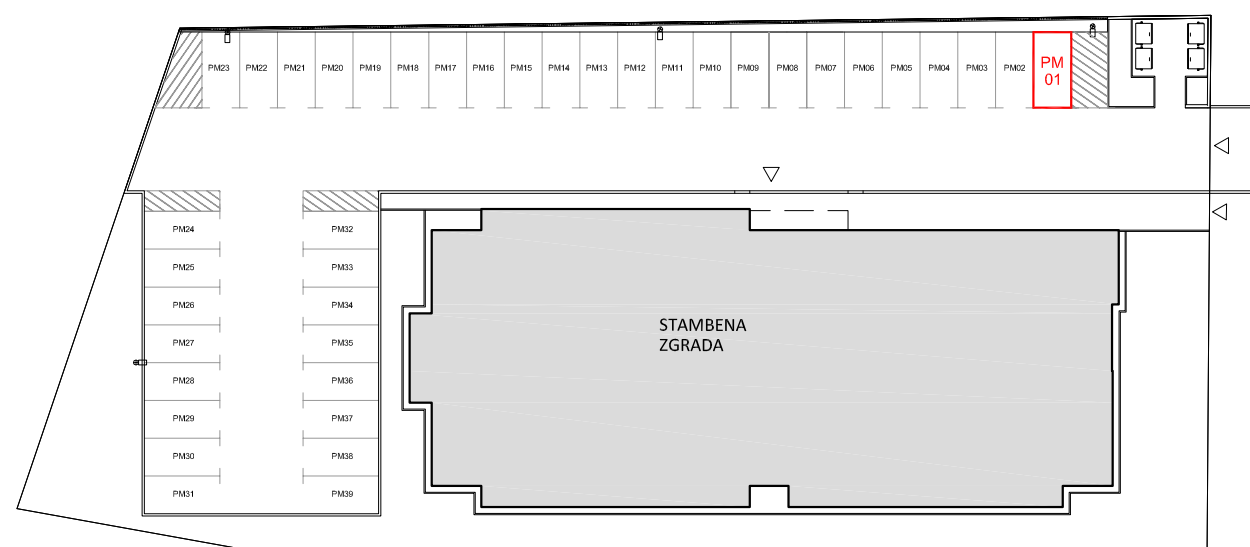 PM23 PM22 PM21 PM20 PM19 PM18 PM17 PM16 PM15 PM14 PM13 PM12 PM11 PM10 PM09 PM08 PM07 PM06 PM05 PM04 PM03 PM02 PM
01
PM24 PM32
PM25 PM33
PM26 PM34
PM27 PM35
PM28 PM36
PM29 PM37
PM30 PM38
PM31 PM39
STAMBENA
ZGRADA